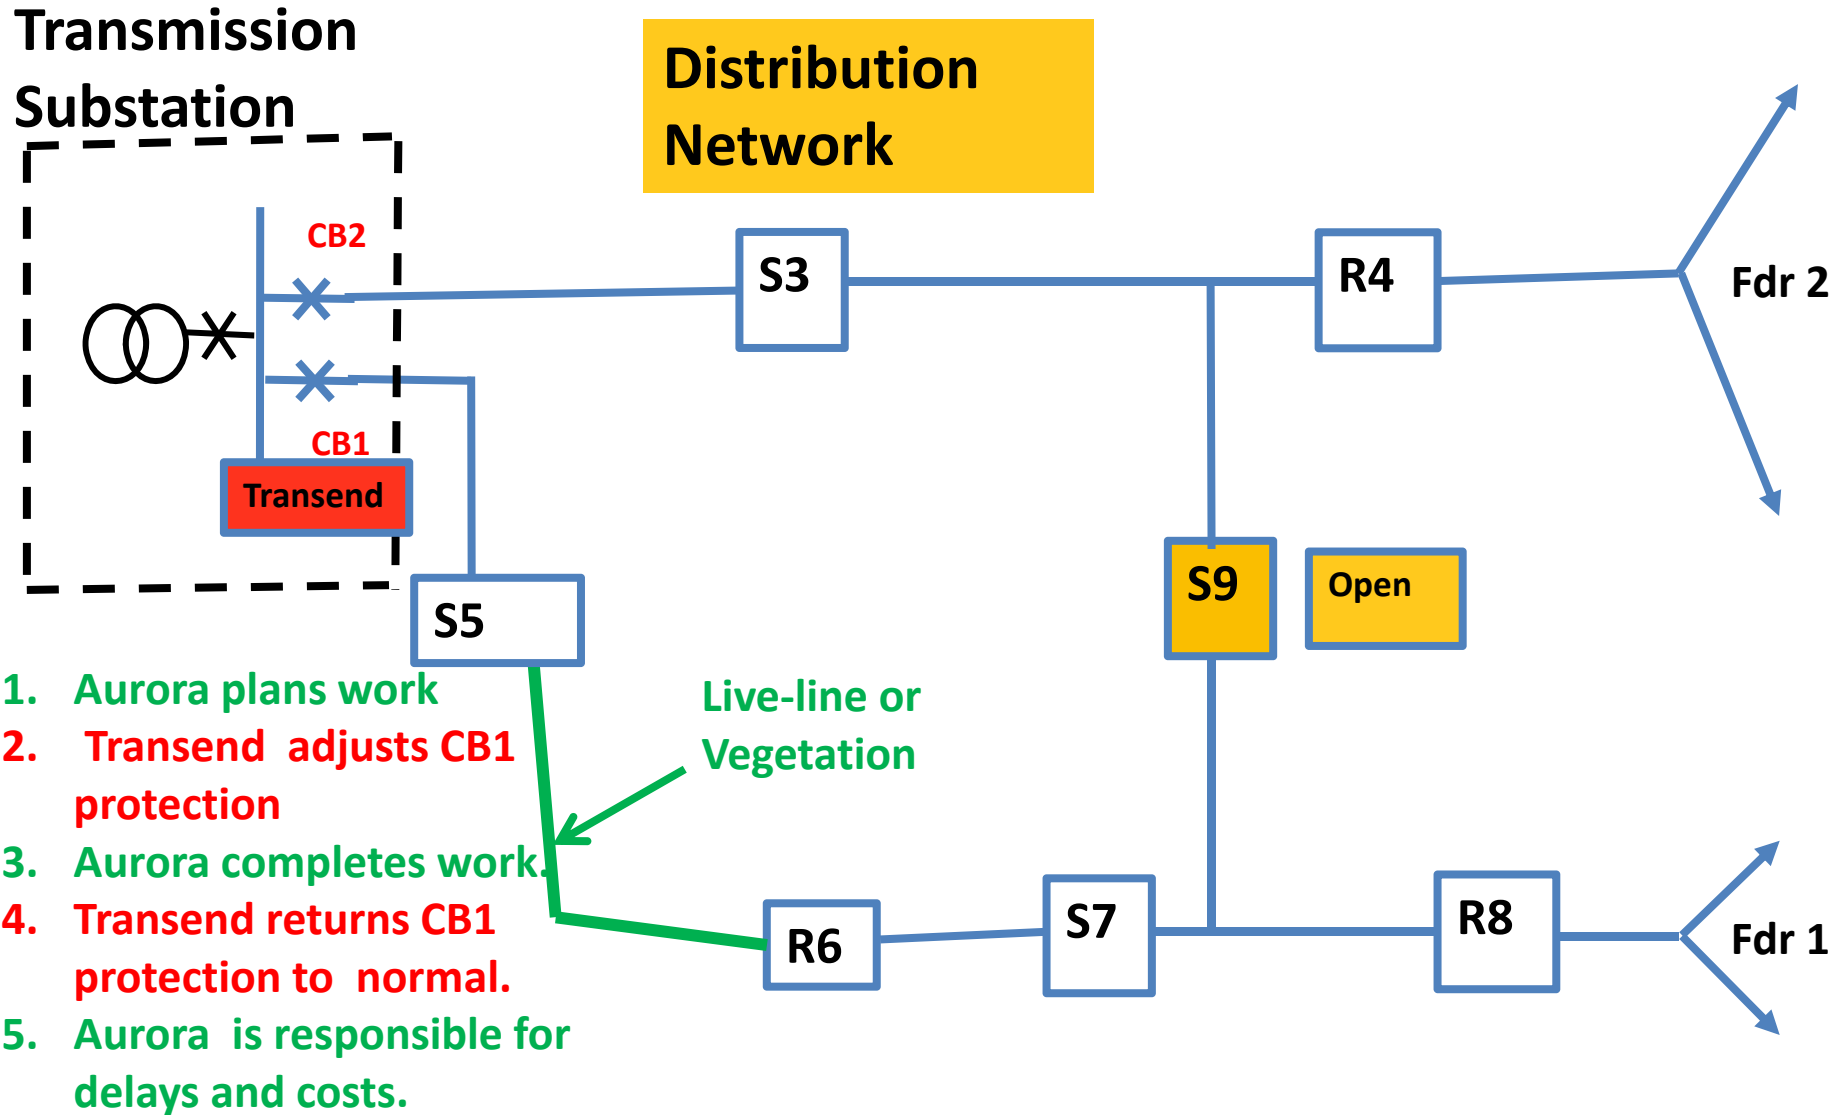 Transmission
Substation
Distribution
Network
CB2
S3
R4
Fdr 2
CB1
Transend
S9
Open
S5
1. Aurora plans work
2. Transend adjusts CB1
protection
3. Aurora completes work.
4. Transend returns CB1
protection to normal.
5. Aurora is responsible for
delays and costs.
Live-line or
Vegetation
R6
S7
R8
Fdr 1